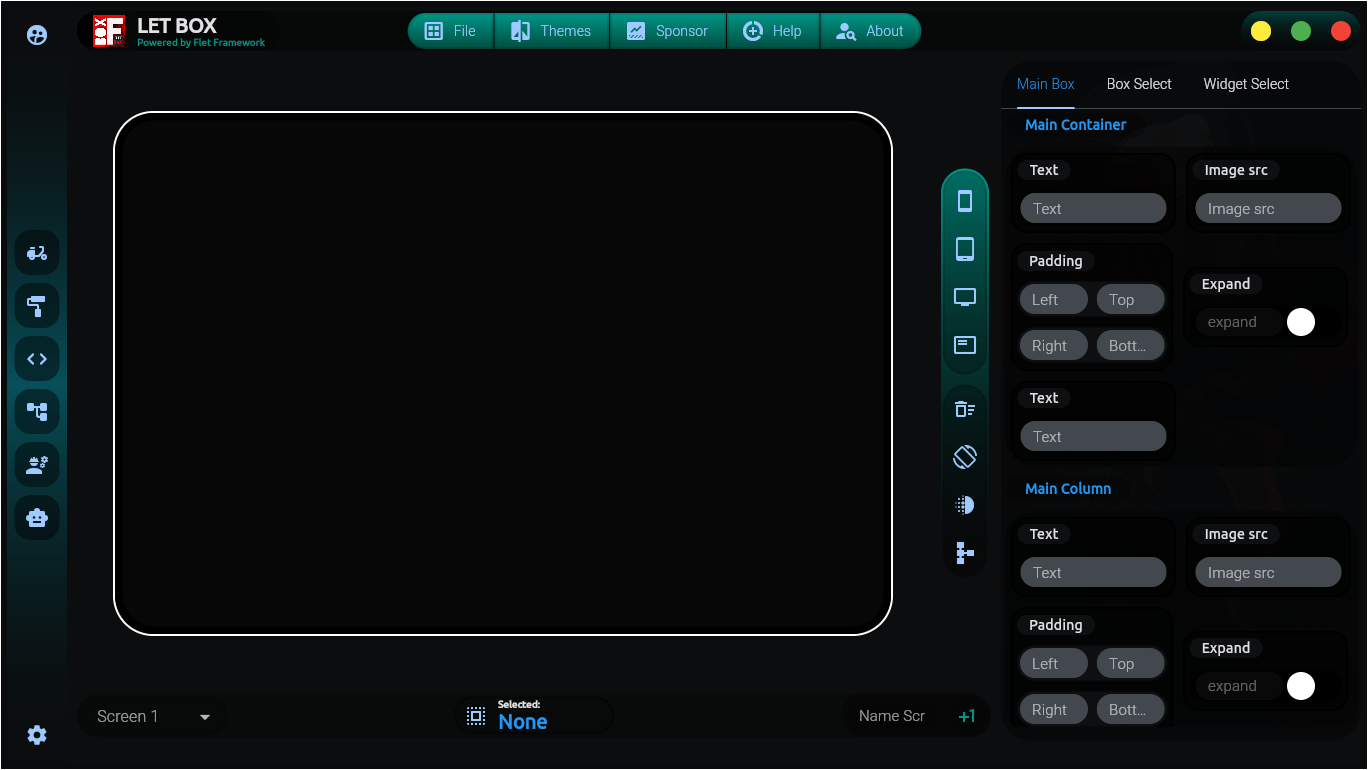 LET BOX
Powered by Flet Framework
File
Themes
Sponsor
Help
About
Main Box
Box Select
Widget Select
Main Container
Text
Text
Image src
Image src
Padding
Left
Top
Right
Bott...
Expand
expand
Text
Text
Main Column
Text
Text
Image src
Image src
Padding
Left
Top
Right
Bott...
Expand
expand
Screen 1
Selected:
None
Name Scr
+1